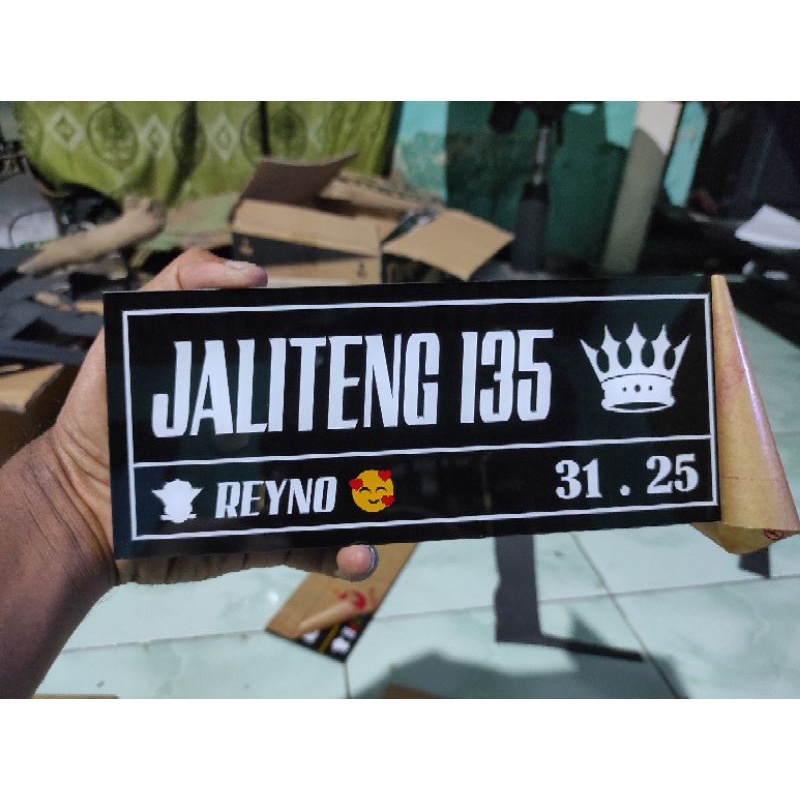 JALITENG 135
REYNO 🥰 31 . 25